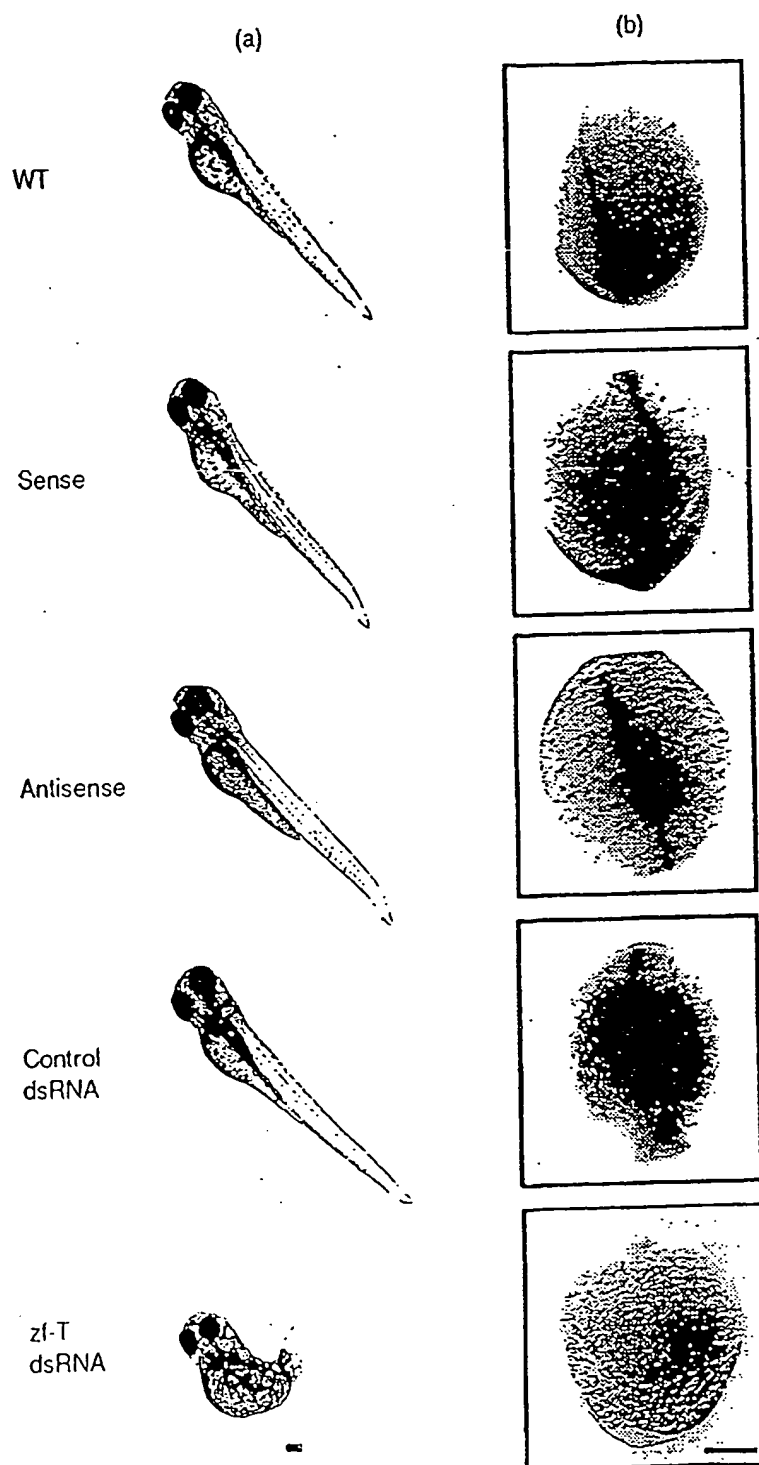 (a) (b)
WT
Sense
Antisense
Control
dsRNA
zf-T
dsRNA